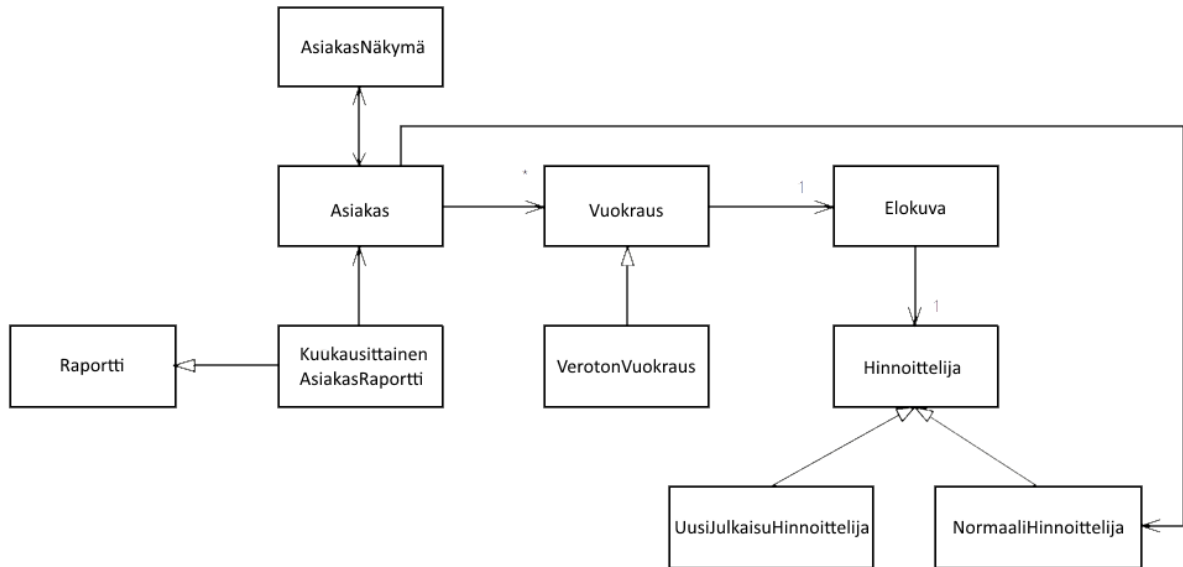 AsiakasNäkymä
*
1
Asiakas
Vuokraus
Elokuva
1
Raportti
Kuukausittainen
AsiakasRaportti
VerotonVuokraus
Hinnoittelija
UusiJulkaisuHinnoittelija
NormaaliHinnoittelija